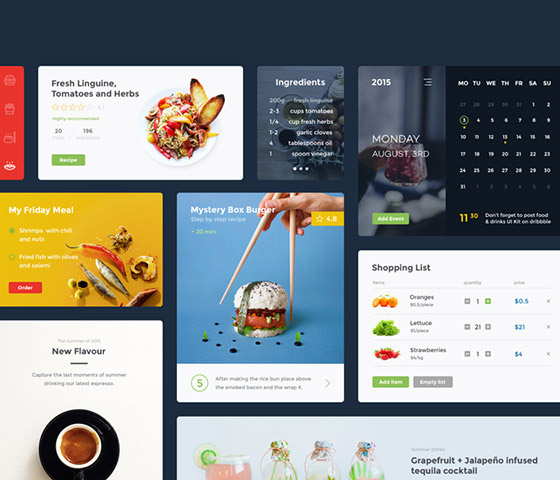 Fresh Linguine,
Tomatoes and Herbs
4.1
Highly recommended
20
196
Recipe
Ingredients
200g fresh linguine
2-3 cups tomatoes
1/4 cup fresh herbs
1-2 garlic cloves
4 tablespoons oil
1 spoon vinegar
2015
MONDAY
AUGUST, 3RD
Add Event
MO TU WE TH FR SA SU
27 28 29 30 31 1 2
3 4 5 6 7 8 9
10 11 12 13 14 15 16
17 18 19 20 21 22 23
24 25 26 27 28 29 30
31 1 2 3 4 5 6
11 30
Don't forget to post food
& drinks UI Kit on dribbble
My Friday Meal
Shrimps with chili
and nuts
Fried fish with olives
and salami
Order
Mystery Box Burger
Step by step recipe
~ 20 min
4.8
5
After making the rice bun place above
the smoked bacon and the wrap it.
Shopping List
Items quantity price
Oranges
$0.5/piece
1
$0.5
Lettuce
$1/piece
21
$21
Strawberries
$4/kg
1
$4
Add item
Empty list
The summer of 2015
New Flavour
Capture the last moments of summer
drinking our latest espresso.
Summer Drinks
Grapefruit + Jalapeño infused
tequila cocktail